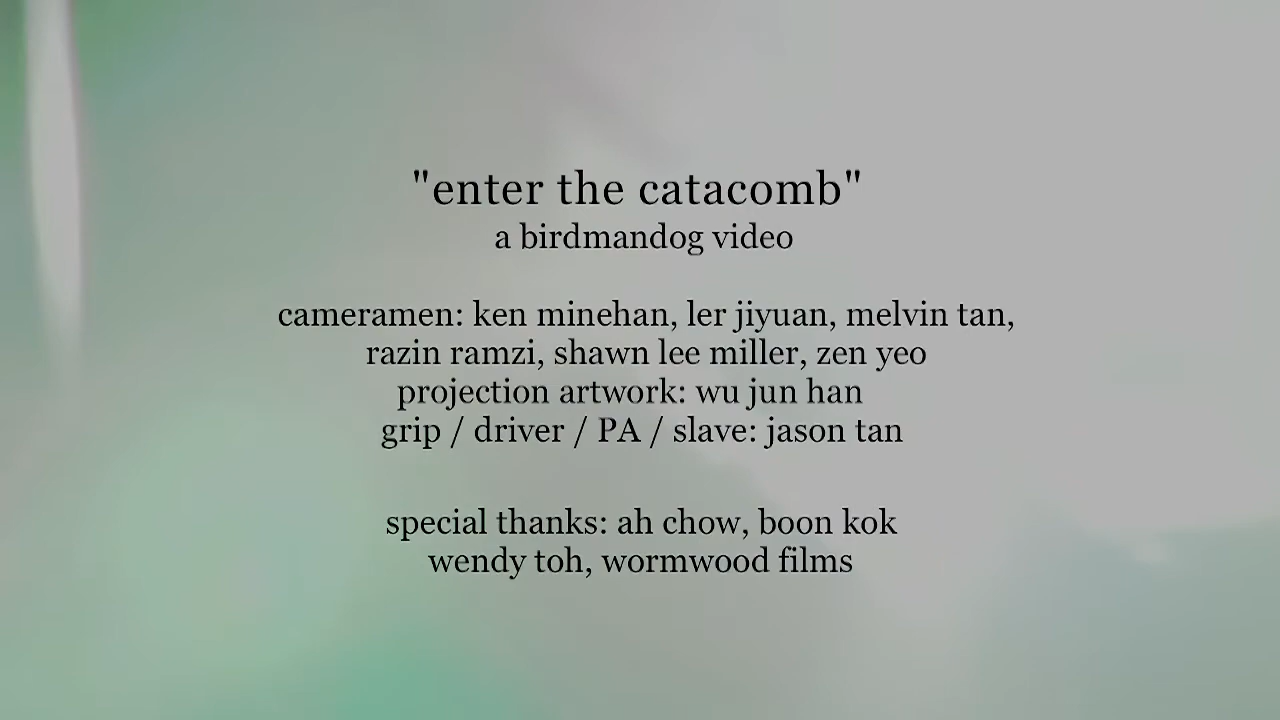 "enter the catacomb"
a birdmandog video
cameramen: ken minehan, ler jiyuan, melvin tan,
razin ramzi, shawn lee miller, zen yeo
projection artwork: wu jun han
grip / driver / PA / slave: jason tan
special thanks: ah chow, boon kok
wendy toh, wormwood films